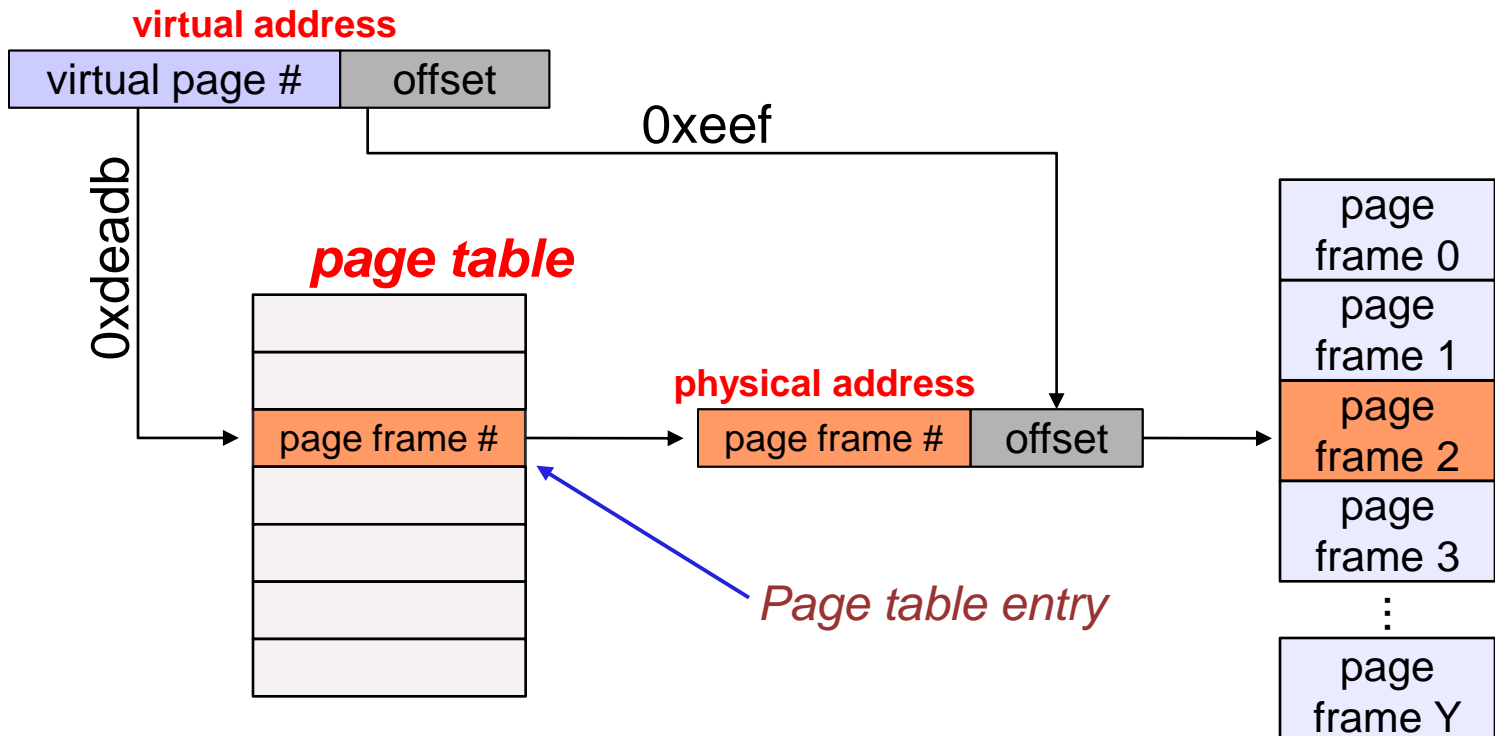 virtual address
virtual page #
offset
0xeef
0xdeadb
page table
page frame #
physical address
page frame #
offset
Page table entry
page
frame 0
page
frame 1
page
frame 2
page
frame 3
...
page
frame Y